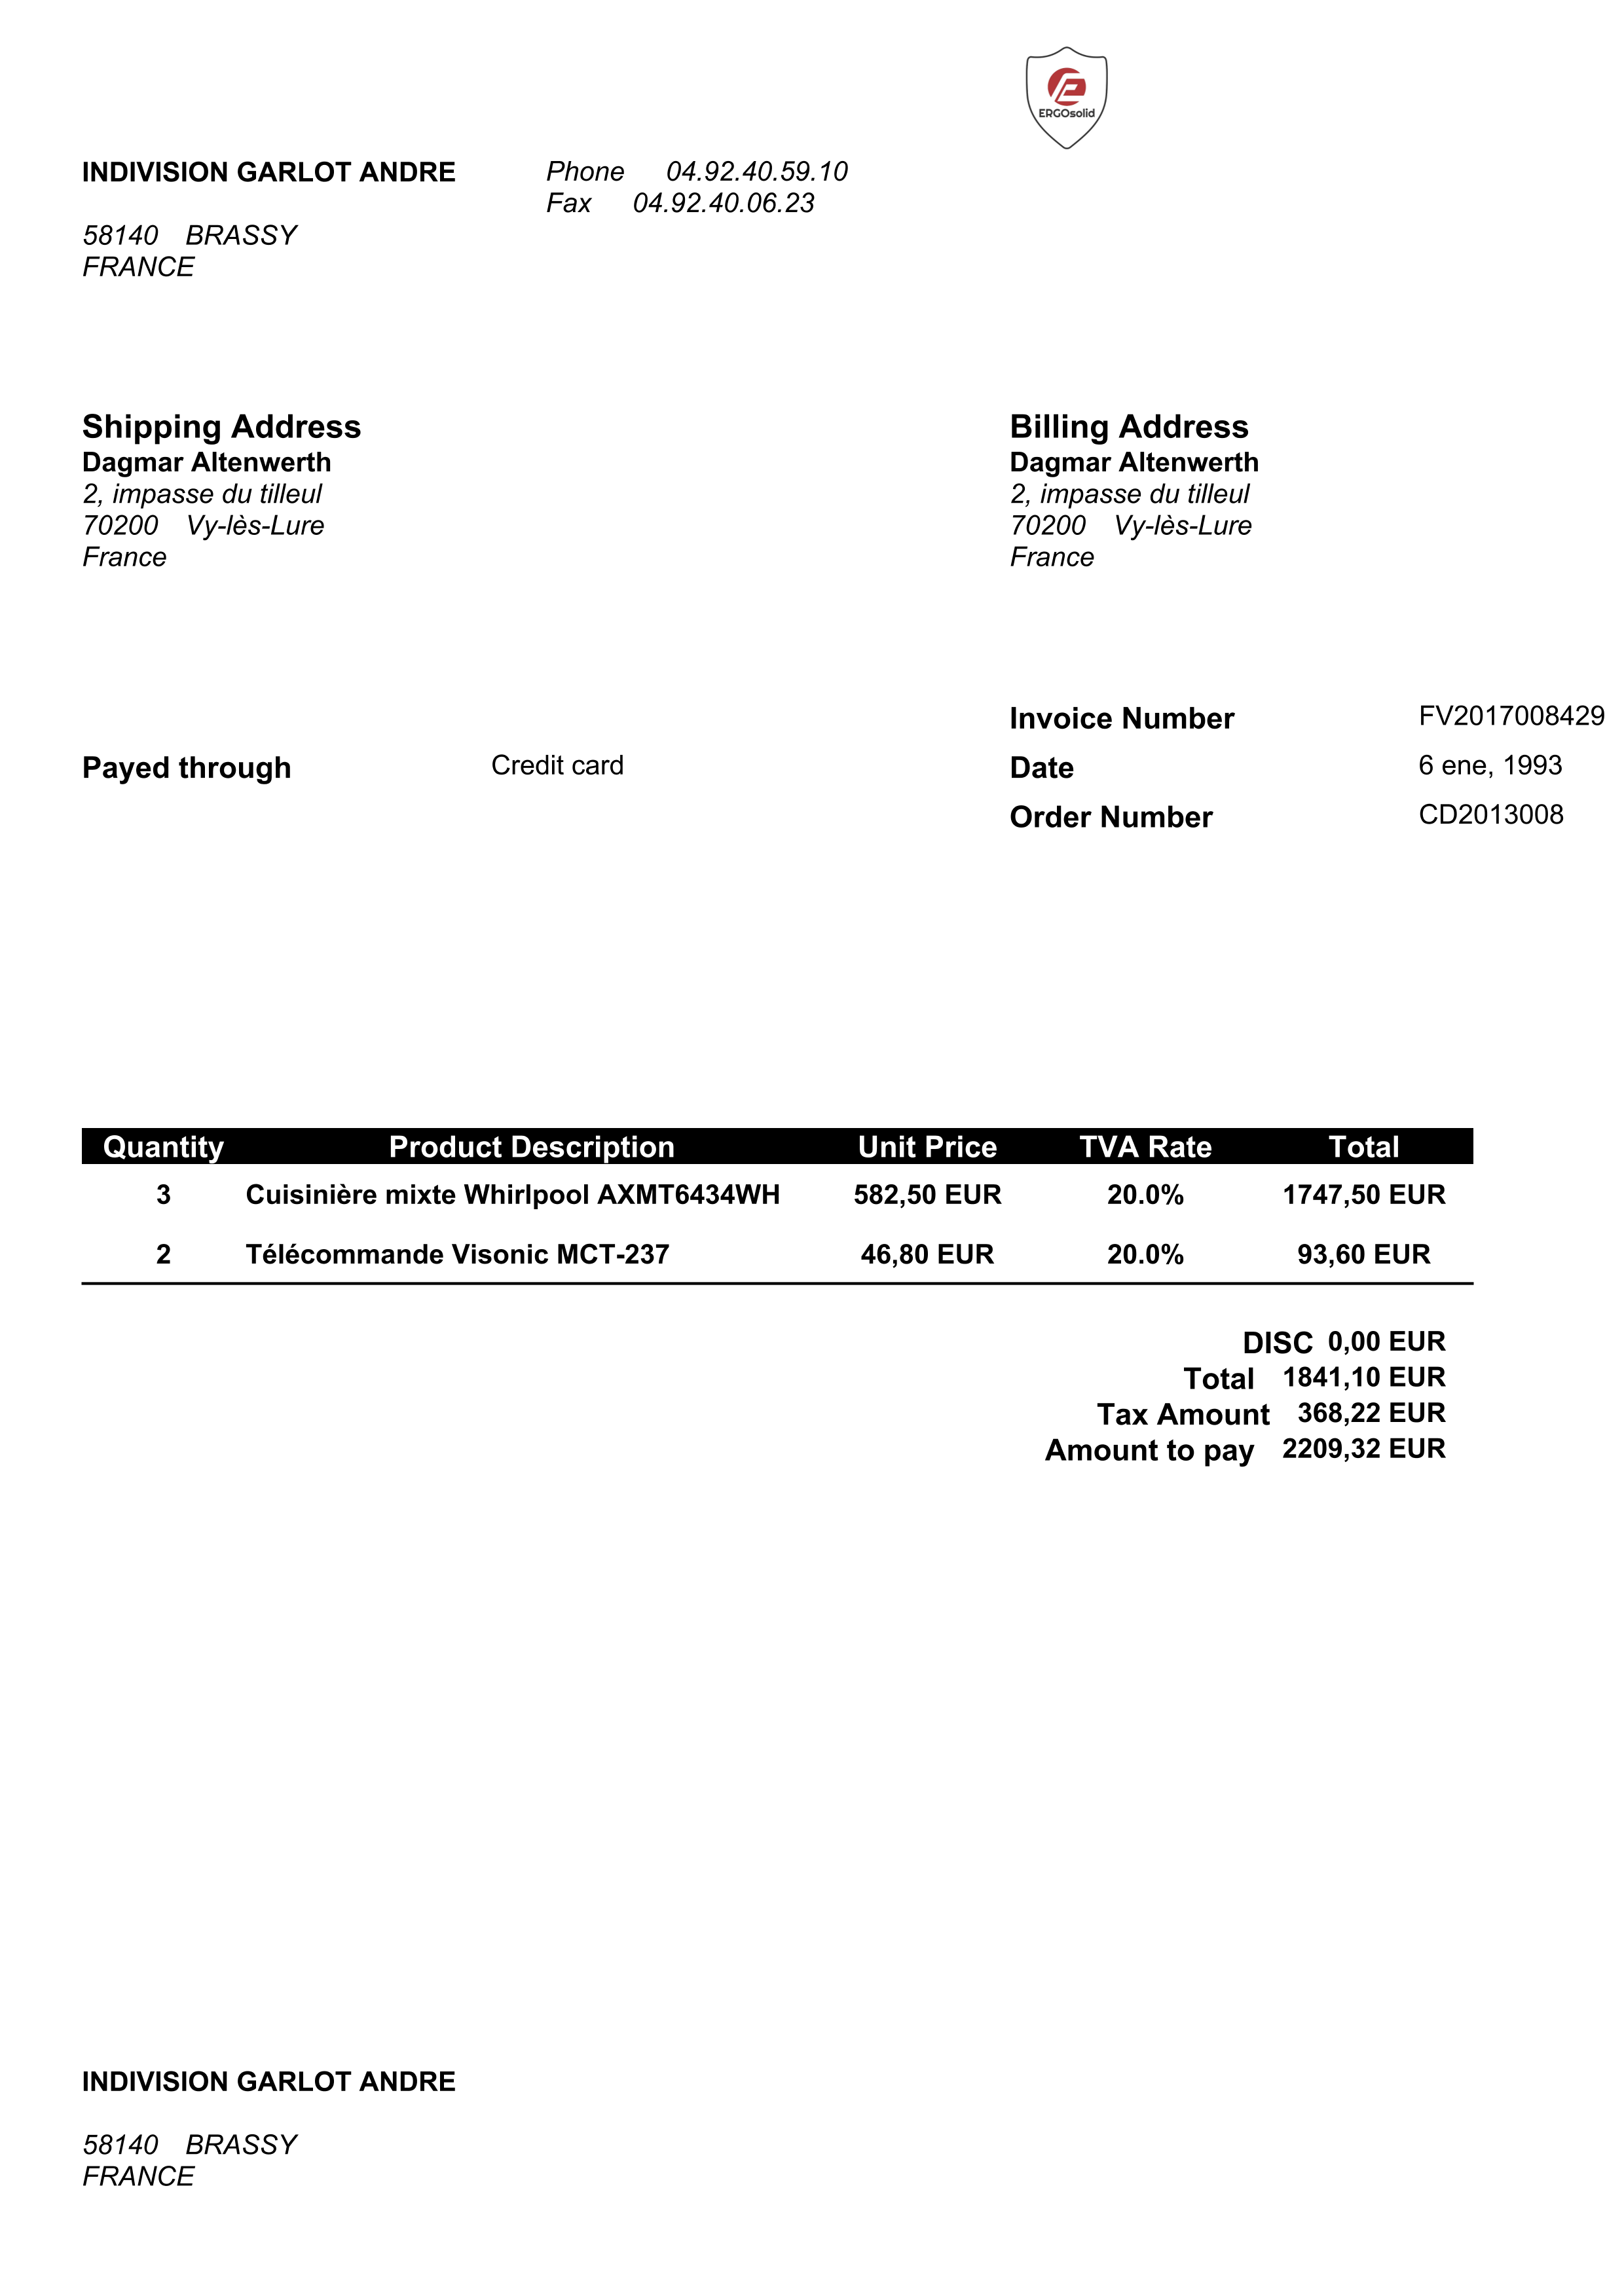 ERGOsolid
INDIVISION GARLOT ANDRE
Phone 04.92.40.59.10
Fax 04.92.40.06.23
58140 BRASSY
FRANCE
Shipping Address
Dagmar Altenwerth
2, impasse du tilleul
70200 Vy-lès-Lure
France
Billing Address
Dagmar Altenwerth
2, impasse du tilleul
70200 Vy-lès-Lure
France
Invoice Number FV2017008429
Payed through Credit card
Date 6 ene, 1993
Order Number CD2013008
Quantity Product Description Unit Price TVA Rate Total
3 Cuisinière mixte Whirlpool AXMT6434WH 582,50 EUR 20.0% 1747,50 EUR
2 Télécommande Visonic MCT-237 46,80 EUR 20.0% 93,60 EUR
DISC 0,00 EUR
Total 1841,10 EUR
Tax Amount 368,22 EUR
Amount to pay 2209,32 EUR
INDIVISION GARLOT ANDRE
58140 BRASSY
FRANCE